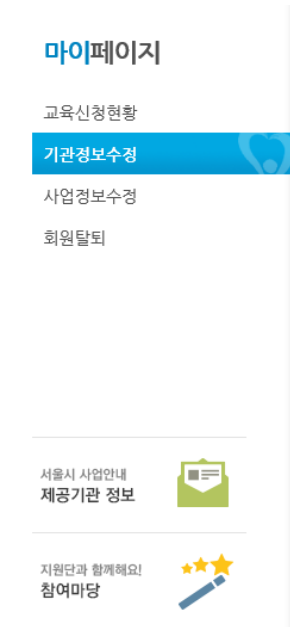 마이페이지
교육신청현황
기관정보수정
사업정보수정
회원탈퇴
서울시 사업안내
제공기관 정보
지원단과 함께해요!
참여마당